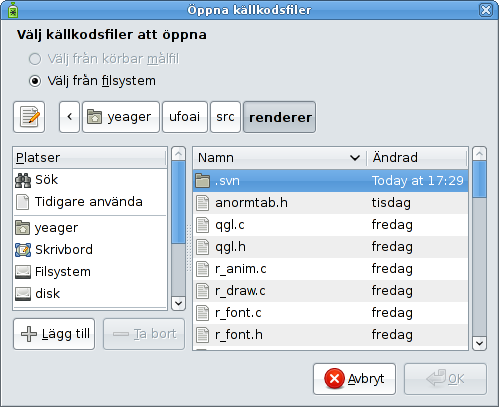 Öppna källkodsfiler
Välj källkodsfiler att öppna
Välj från körbar målfil
Välj från filsystem
yeager ufoai src renderer
Platser
Sök
Tidigare använda
yeager
Skrivbord
Filsystem
disk
Lägg till Ta bort
Namn Ändrad
.svn Today at 17:29
anormtab.h tisdag
qgl.c fredag
qgl.h fredag
r_anim.c fredag
r_draw.c fredag
r_font.c fredag
r_font.h fredag
Avbryt OK